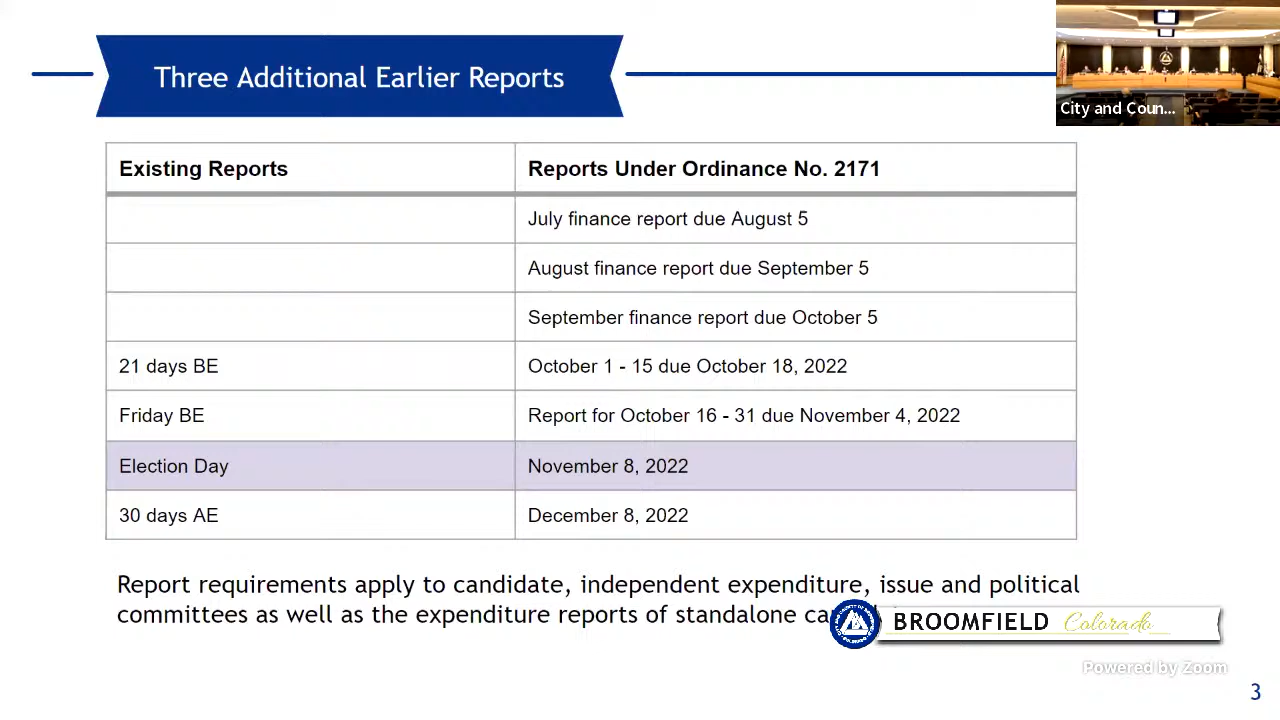 Three Additional Earlier Reports
City and Coun...
Existing Reports
Reports Under Ordinance No. 2171
July finance report due August 5
August finance report due September 5
September finance report due October 5
21 days BE
October 1 - 15 due October 18, 2022
Friday BE
Report for October 16 - 31 due November 4, 2022
Election Day
November 8, 2022
30 days AE
December 8, 2022
Report requirements apply to candidate, independent expenditure, issue and political
committees as well as the expenditure reports of standalone
BROOMFIELD Colorado
Powered by Zoom
3